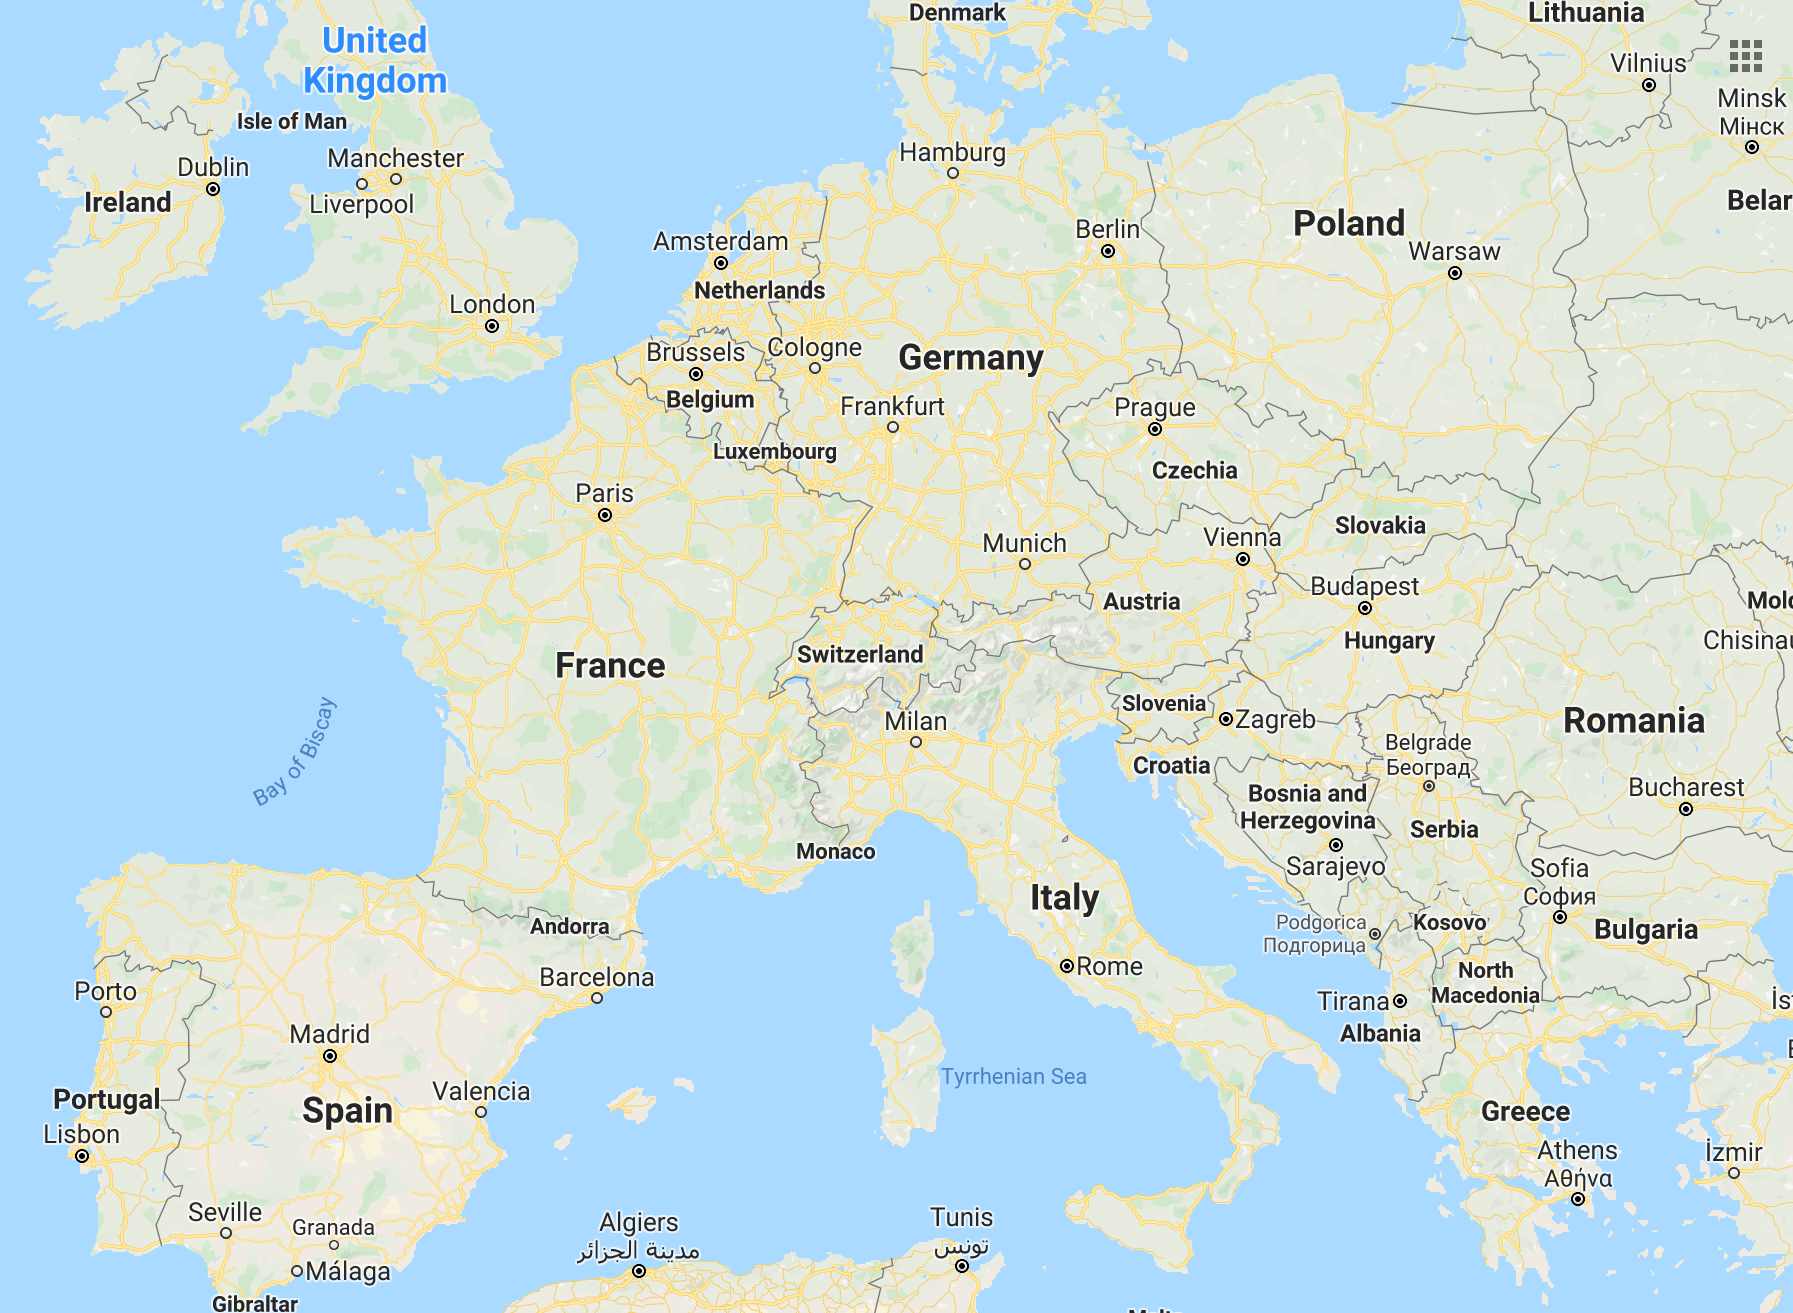 Denmark
Lithuania
United
Kingdom
Vilnius
Minsk
Мінск
Isle of Man
Manchester
Hamburg
Dublin
Liverpool
Ireland
Belar
Poland
Berlin
Amsterdam
Warsaw
Netherlands
London
Brussels
Cologne
Germany
Belgium
Frankfurt
Prague
Luxembourg
Czechia
Paris
Slovakia
Munich
Vienna
Budapest
Austria
Mold
Hungary
Chisinau
Switzerland
France
Slovenia
Milan
Zagreb
Romania
Bay of Biscay
Belgrade
Београд
Croatia
Bucharest
Bosnia and
Herzegovina
Serbia
Monaco
Sarajevo
Sofia
София
Italy
Andorra
Podgorica
Подгорица
Kosovo
Bulgaria
Rome
Barcelona
North
Macedonia
Porto
Tirana
İst
Madrid
Albania
Tyrrhenian Sea
Valencia
Portugal
Spain
Greece
Lisbon
Athens
Αθήνα
İzmir
Seville
Granada
Algiers
مدينة الجزائر
Tunis
تونس
Málaga
Gibraltar